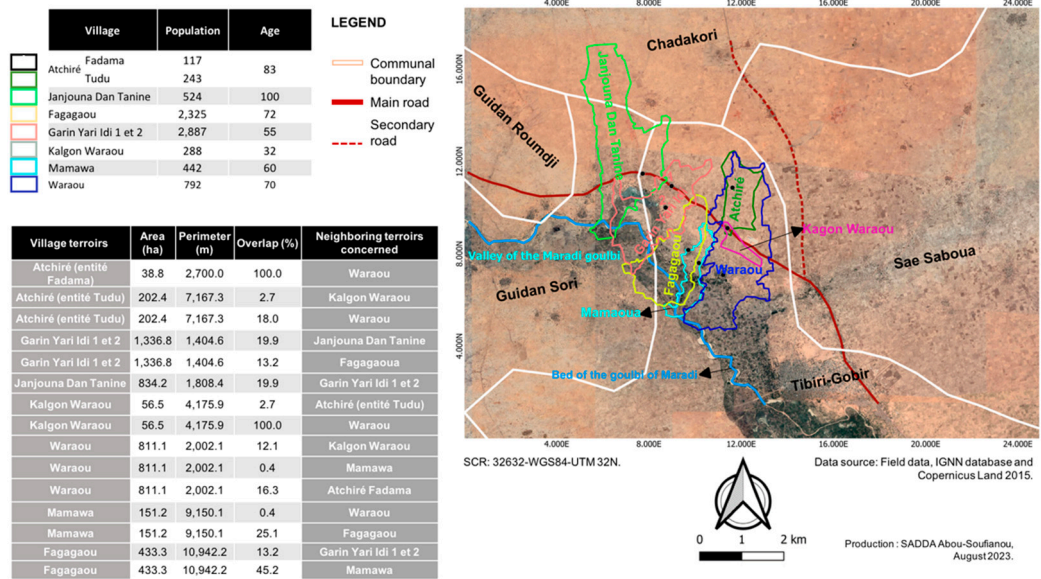 Village Population Age
Fadama 117
Atchiré 83
Tudu 243
Janjouna Dan Tanine 524 100
Fagagaou 2,325 72
Garin Yari Idi 1 et 2 2,887 55
Kalgon Waraou 288 32
Mamawa 442 60
Waraou 792 70
LEGEND
Communal
boundary
Main road
Secondary
road
Village terroirs Area (ha) Perimeter (m) Overlap (%) Neighboring terroirs concerned
Atchiré (entité Fadama) 38.8 2,700.0 100.0 Waraou
Atchiré (entité Tudu) 202.4 7,167.3 2.7 Kalgon Waraou
Atchiré (entité Tudu) 202.4 7,167.3 18.0 Waraou
Garin Yari Idi 1 et 2 1,336.8 1,404.6 19.9 Janjouna Dan Tanine
Garin Yari Idi 1 et 2 1,336.8 1,404.6 13.2 Fagagaoua
Janjouna Dan Tanine 834.2 1,808.4 19.9 Garin Yari Idi 1 et 2
Kalgon Waraou 56.5 4,175.9 2.7 Atchiré (entité Tudu)
Kalgon Waraou 56.5 4,175.9 100.0 Waraou
Waraou 811.1 2,002.1 12.1 Kalgon Waraou
Waraou 811.1 2,002.1 0.4 Mamawa
Waraou 811.1 2,002.1 16.3 Atchiré Fadama
Mamawa 151.2 9,150.1 0.4 Waraou
Mamawa 151.2 9,150.1 25.1 Fagagaou
Fagagaou 433.3 10,942.2 13.2 Garin Yari Idi 1 et 2
Fagagaou 433.3 10,942.2 45.2 Mamawa
4.000E 8.000E 12.000E 16.000E 20.000E 24.000E
16.000N
12.000N
8.000N
4.000N
Chadakori
Guidan Roumdji
Janjouna Dan Tanine
Atchiré
Kagon Waraou
Valley of the Maradi goulbi
Fagagaou
Waraou
Sae Saboua
Guidan Sori
Mamaoua
Bed of the goulbi of Maradi
Tibiri-Gobir
4.000E 8.000E 12.000E 16.000E 20.000E 24.000E
SCR: 32632-WGS84-UTM 32N.
Data source: Field data, IGNN database and
Copernicus Land 2015.
0 1 2 km
Production : SADDA Abou-Soufianou,
August 2023.